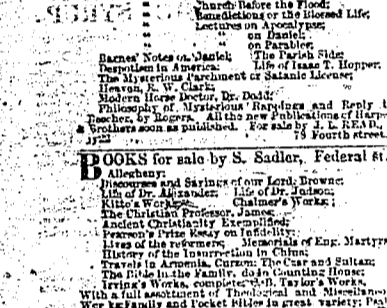 Church Before the Flood;
" Benedictions or the Blessed Life;
" Lectures on Apocalypse;
" " on Daniel;
" " on Parables;
Barnes' Notes on Daniel; The Parish Side;
Despotism in America; Life of Isaac T. Hopper;
The Mysterious Parchment or Satanic License;
Heaven, R. W. Clark;
Modern Horse Doctor, Dr. Dadd;
Philosophy of Mysterious Rappings and Reply
Beecher, by Rogers. All the new Publications of Harp
& Brothers soon as published. For sale by J. L. READ,
79 Fourth street.
BOOKS for sale by S. Sadler, Federal st
Allegheny:
Discourses and Sayings of our Lord; Browne;
Life of Dr. Alexander; Life of Dr. Judson;
Kitto's Works; Chalmer's Works;
The Christian Professor, James;
Ancient Christianity Exemplified;
Pearson's Prize Essay on Infidelity;
Lives of the reformers; Memorials of Eng. Martyrs
History of the Insurrection in China;
Travels in Armenia, Curzon; The Czar and Sultan;
The Bible in the Family, do in Counting House;
Irving's Works, complete; B. Taylor's Works,
With a full assortment of Theological and Miscellaneo
Works; Family and Pocket Bibles in great variety;